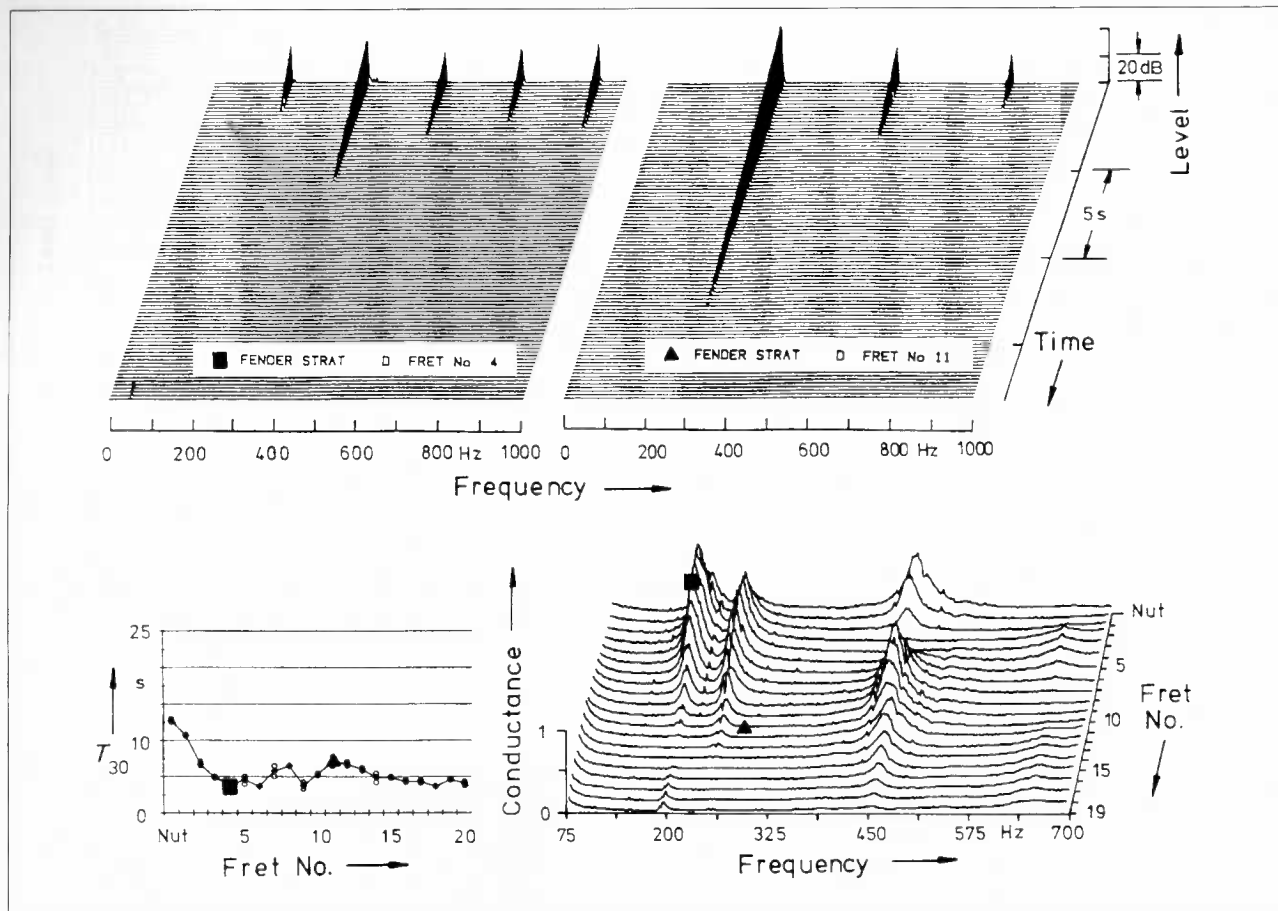 20 dB
Level
5 s
Time
■ FENDER STRAT D FRET No 4
▲ FENDER STRAT D FRET No 11
0 200 400 600 800 Hz 1000
0 200 400 600 800 Hz 1000
Frequency
25
s
10
0
T30
Nut 5 10 15 20
Fret No.
Conductance
1
0
75 200 325 450 575 Hz 700
Frequency
Nut
5
10
15
19
Fret
No.